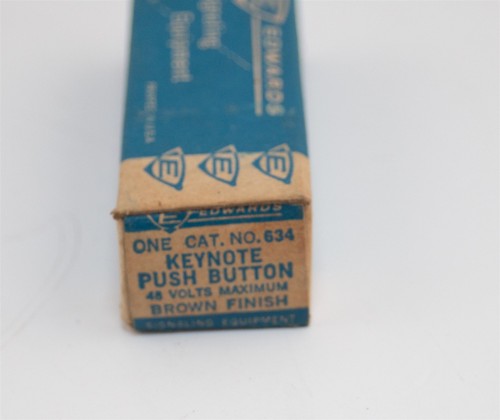 Signaling
Equipment
MADE IN U.S.A.
EDWARDS
E E E
E EDWARDS
ONE CAT. NO. 634
KEYNOTE
PUSH BUTTON
48 VOLTS MAXIMUM
BROWN FINISH
SIGNALING EQUIPMENT